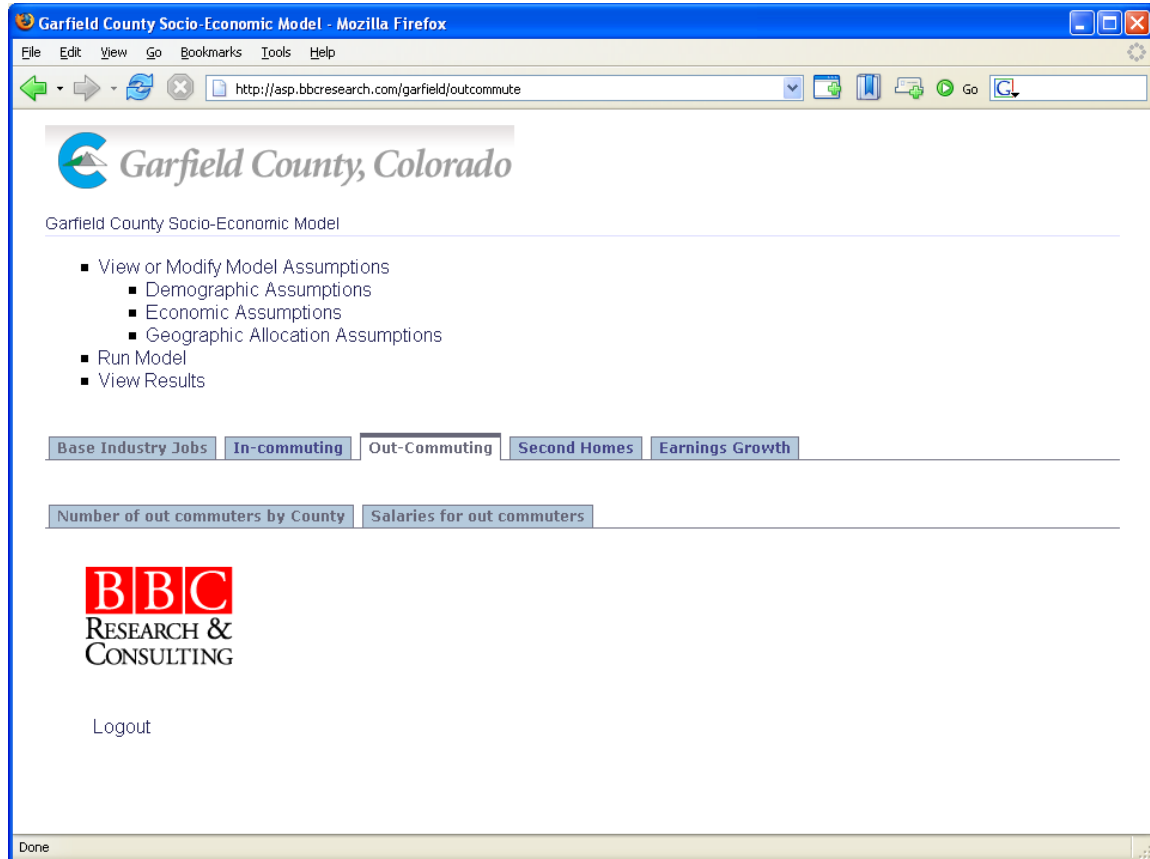 Garfield County Socio-Economic Model - Mozilla Firefox
File Edit View Go Bookmarks Tools Help
http://asp.bbcresearch.com/garfield/outcommute Go G
Garfield County, Colorado
Garfield County Socio-Economic Model
View or Modify Model Assumptions
Demographic Assumptions
Economic Assumptions
Geographic Allocation Assumptions
Run Model
View Results
Base Industry Jobs In-commuting Out-Commuting Second Homes Earnings Growth
Number of out commuters by County Salaries for out commuters
BBC
RESEARCH &
CONSULTING
Logout
Done